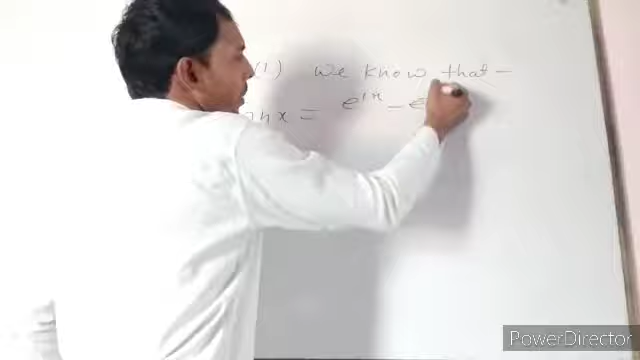 (1) We know that -
x = e^{ix} - e
PowerDirector